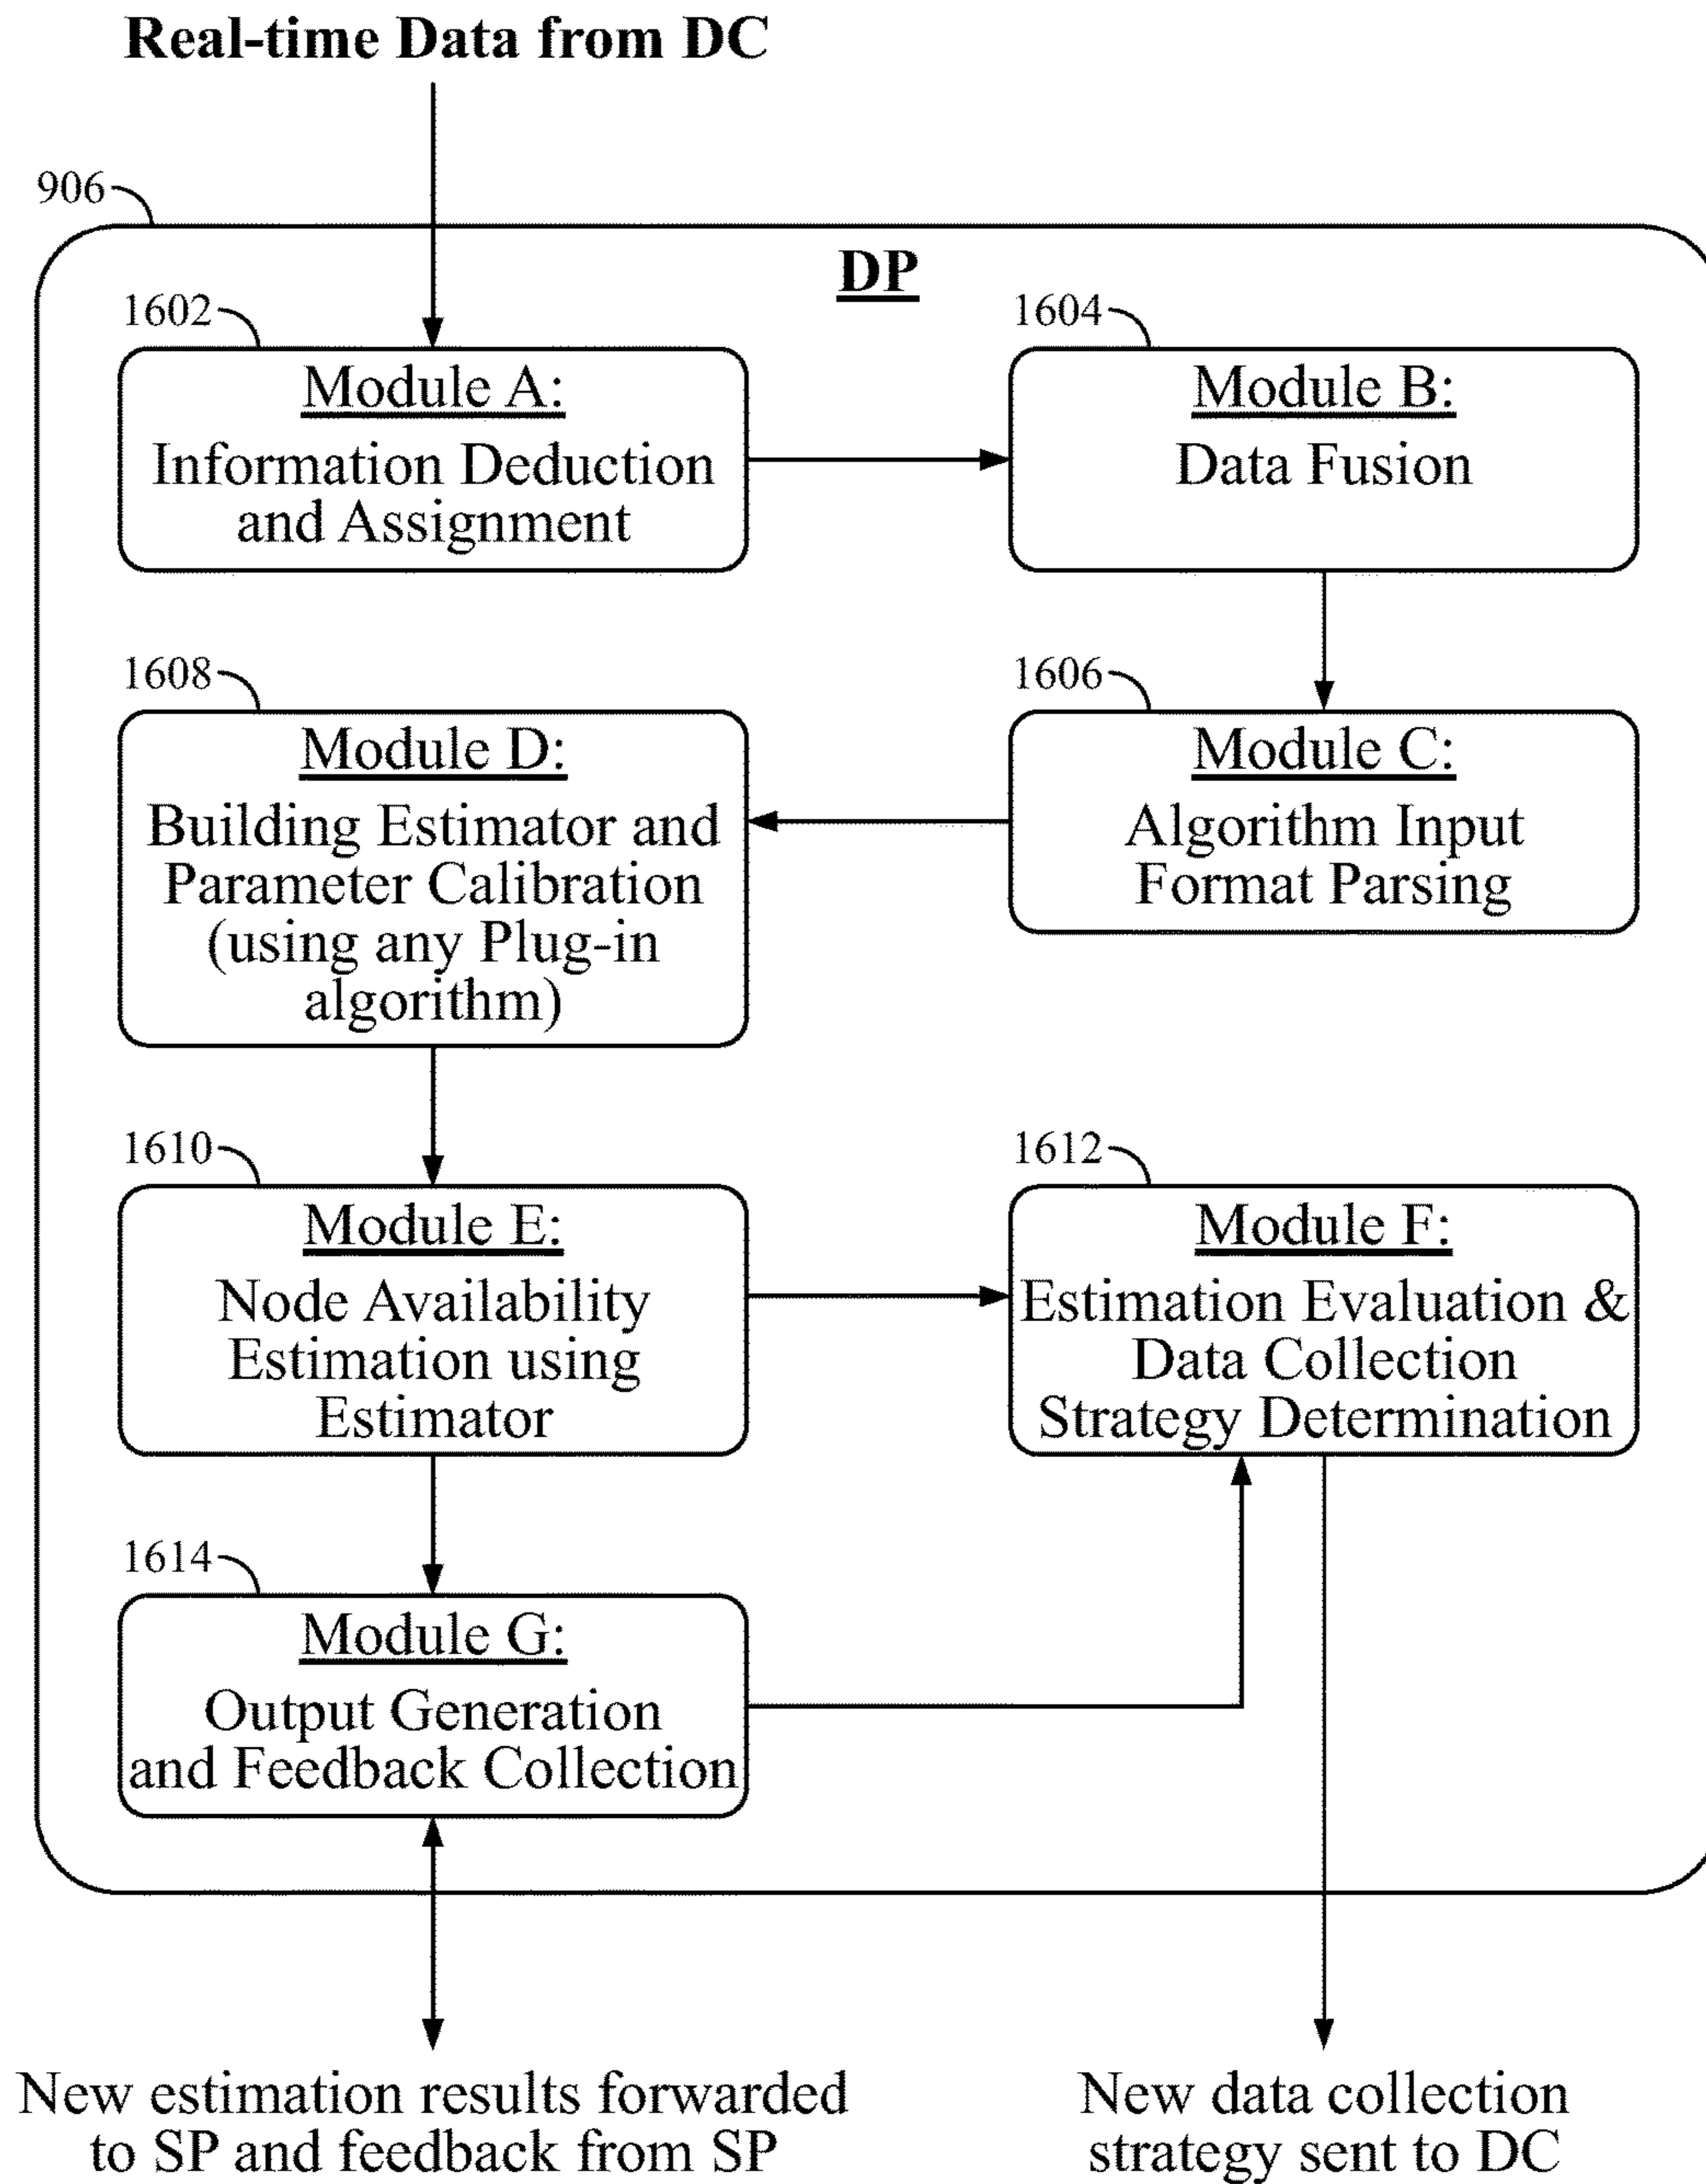 Real-time Data from DC
906
DP
1602
Module A:
Information Deduction
and Assignment
1604
Module B:
Data Fusion
1608
Module D:
Building Estimator and
Parameter Calibration
(using any Plug-in
algorithm)
1606
Module C:
Algorithm Input
Format Parsing
1610
Module E:
Node Availability
Estimation using
Estimator
1612
Module F:
Estimation Evaluation &
Data Collection
Strategy Determination
1614
Module G:
Output Generation
and Feedback Collection
New estimation results forwarded
to SP and feedback from SP
New data collection
strategy sent to DC